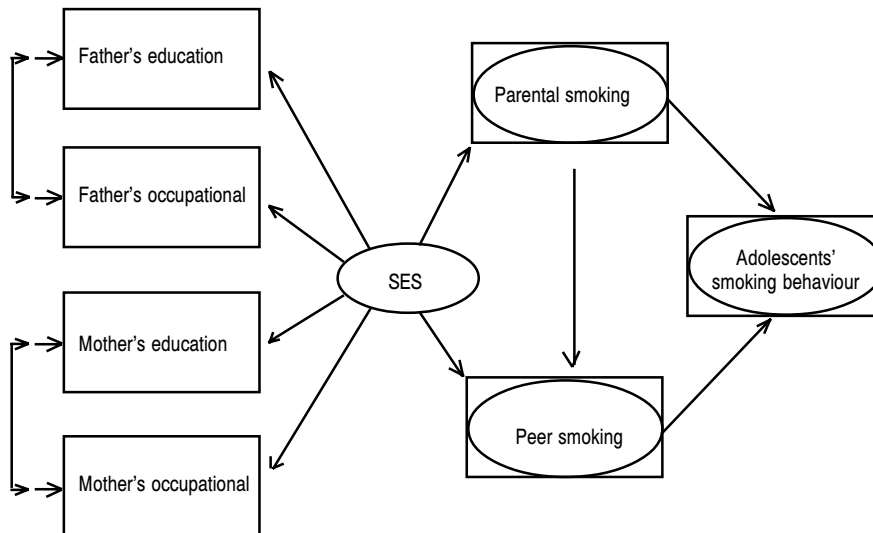 Father's education
Father's occupational
Mother's education
Mother's occupational
SES
Parental smoking
Peer smoking
Adolescents'
smoking behaviour